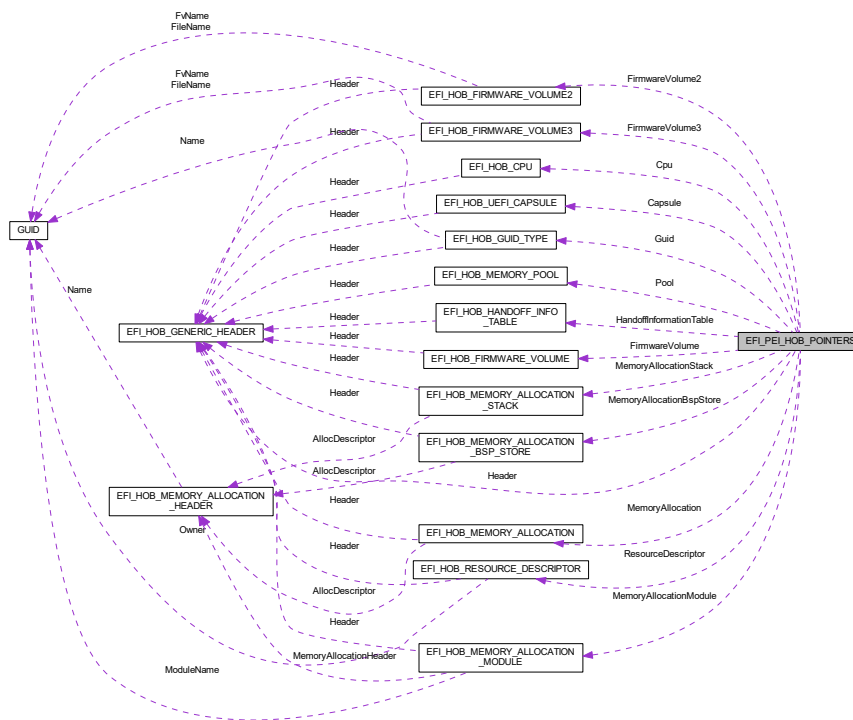 FvName
FileName
FirmwareVolume2
FvName
FileName
Header
EFI_HOB_FIRMWARE_VOLUME2
Name
Header
EFI_HOB_FIRMWARE_VOLUME3
FirmwareVolume3
EFI_HOB_CPU
Cpu
Header
EFI_HOB_UEFI_CAPSULE
Capsule
Header
GUID
EFI_HOB_GUID_TYPE
Guid
Header
EFI_HOB_MEMORY_POOL
Pool
Name
Header
EFI_HOB_HANDOFF_INFO
_TABLE
HandoffInformationTable
EFI_HOB_GENERIC_HEADER
Header
EFI_PEI_HOB_POINTERS
Header
EFI_HOB_FIRMWARE_VOLUME
FirmwareVolume
MemoryAllocationStack
Header
EFI_HOB_MEMORY_ALLOCATION
_STACK
MemoryAllocationBspStore
AllocDescriptor
EFI_HOB_MEMORY_ALLOCATION
_BSP_STORE
AllocDescriptor
Header
EFI_HOB_MEMORY_ALLOCATION
_HEADER
Header
MemoryAllocation
Owner
EFI_HOB_MEMORY_ALLOCATION
Header
ResourceDescriptor
EFI_HOB_RESOURCE_DESCRIPTOR
AllocDescriptor
MemoryAllocationModule
Header
MemoryAllocationHeader
EFI_HOB_MEMORY_ALLOCATION
_MODULE
ModuleName